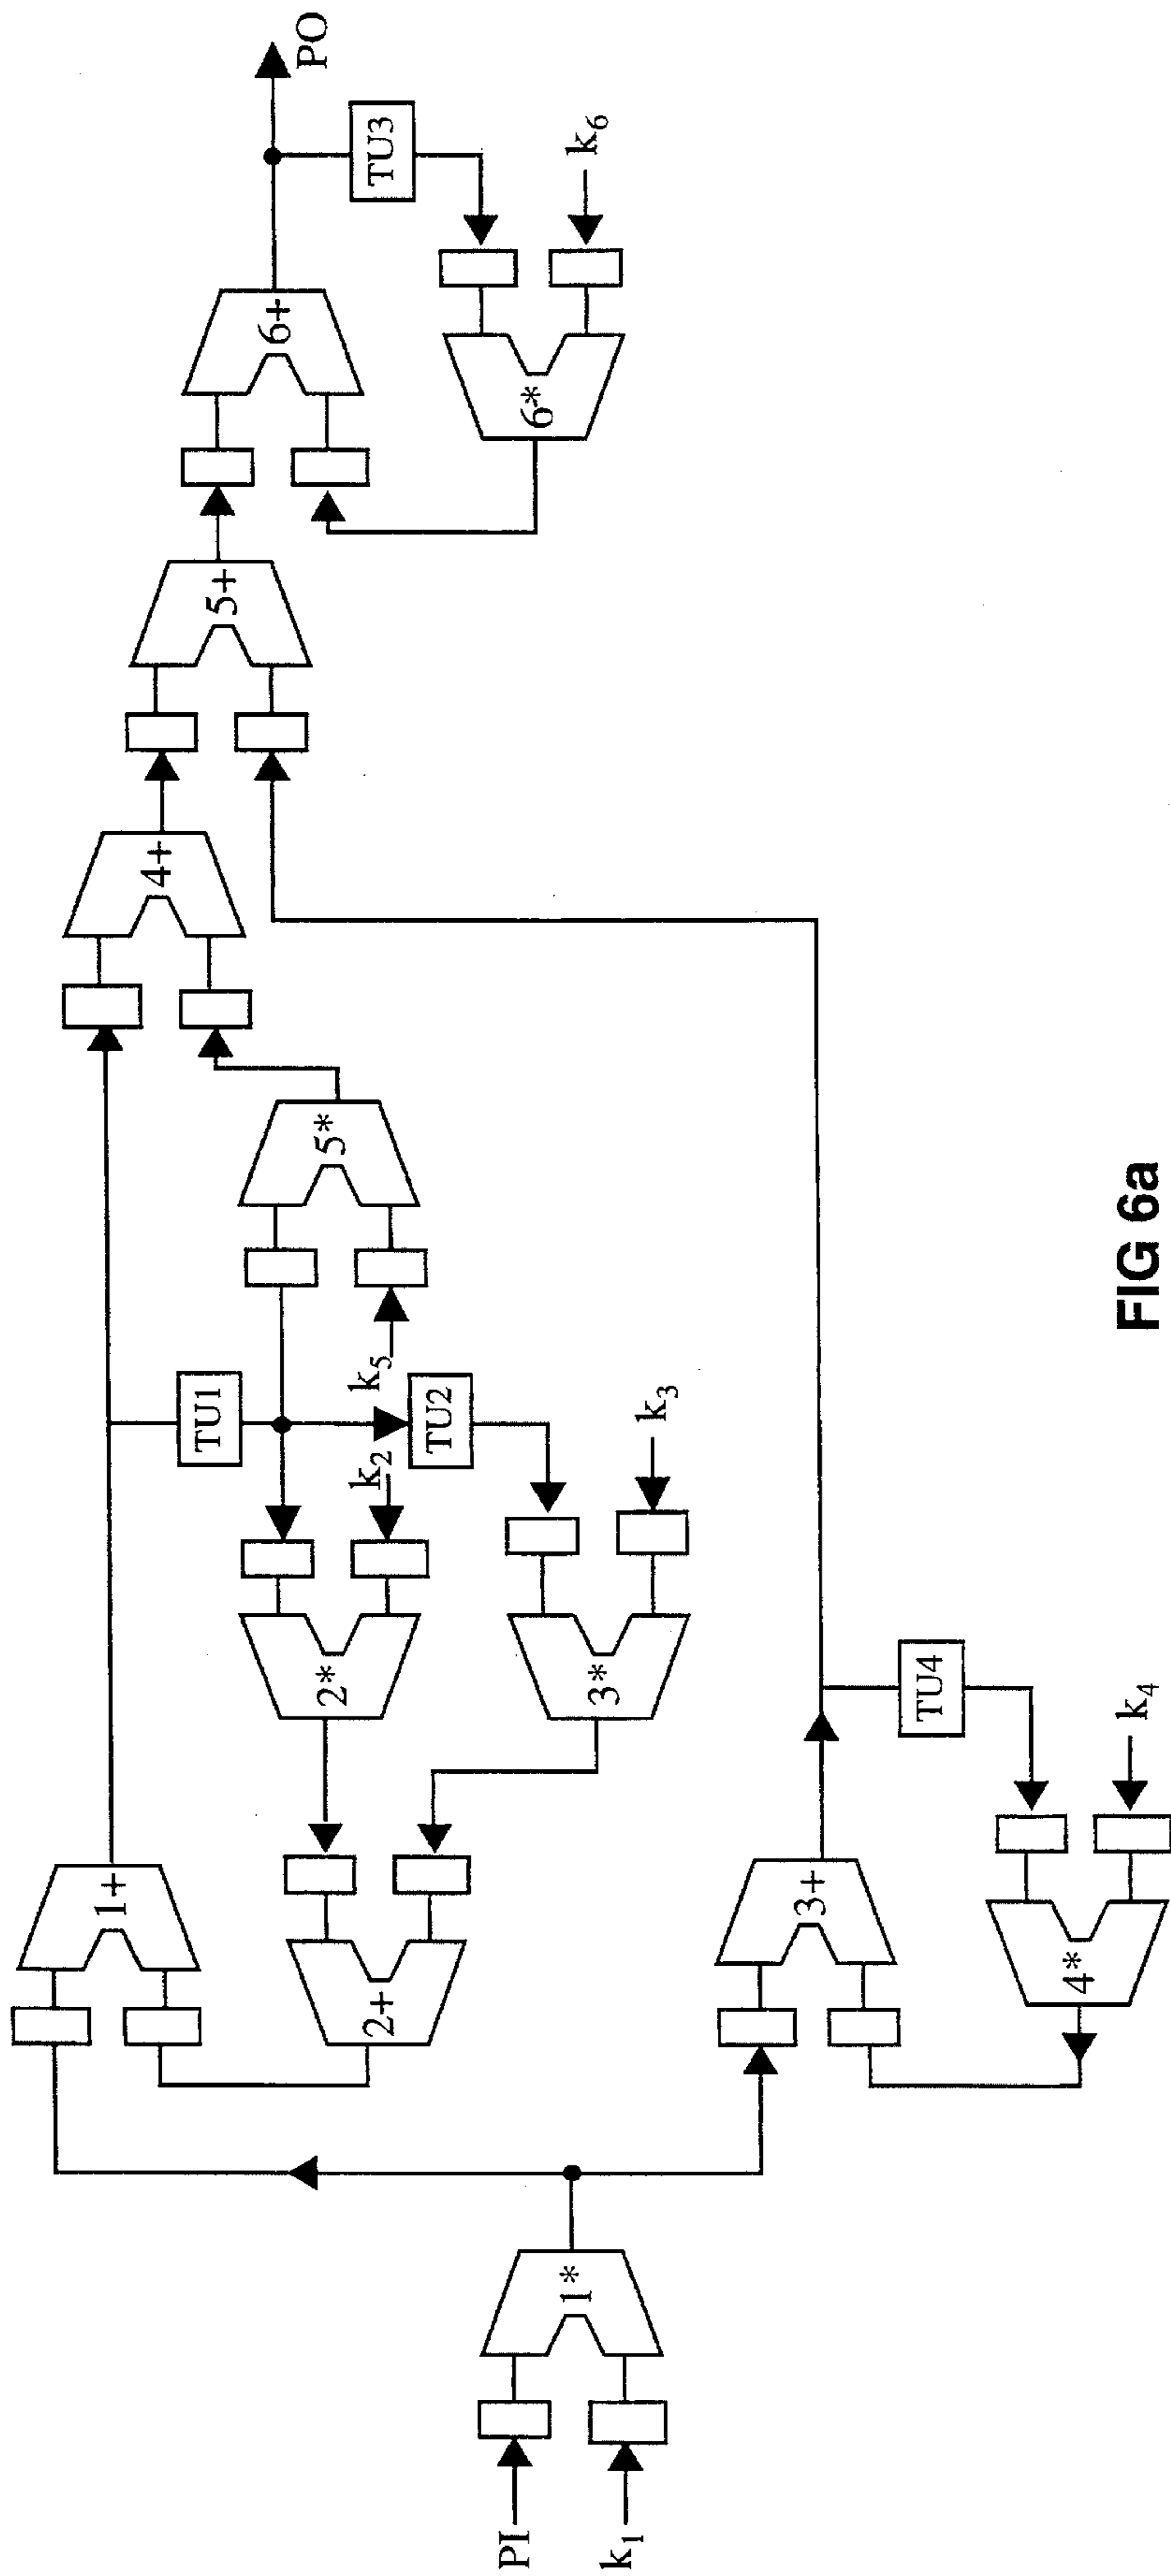 PI
k1
1*
1+
2+
2*
k2
3*
k3
TU1
TU2
k5
5*
3+
4*
k4
TU4
4+
5+
6+
6*
k6
TU3
PO
FIG 6a